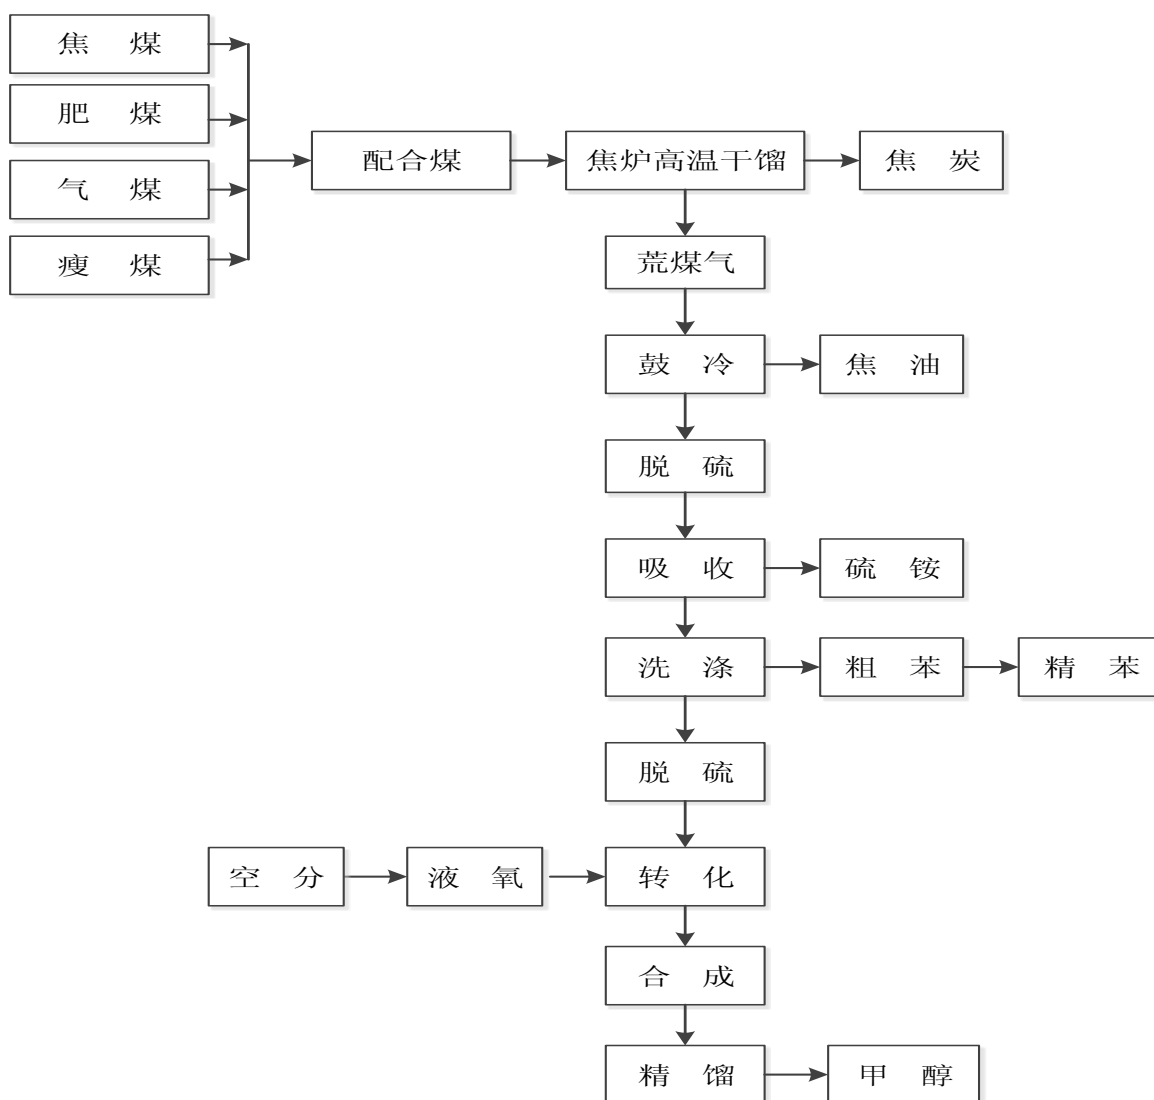 焦 煤
肥 煤
气 煤
瘦 煤
配合煤
焦炉高温干馏
焦 炭
荒煤气
鼓 冷
焦 油
脱 硫
吸 收
硫 铵
洗 涤
粗 苯
精 苯
脱 硫
空 分
液 氧
转 化
合 成
精 馏
甲 醇